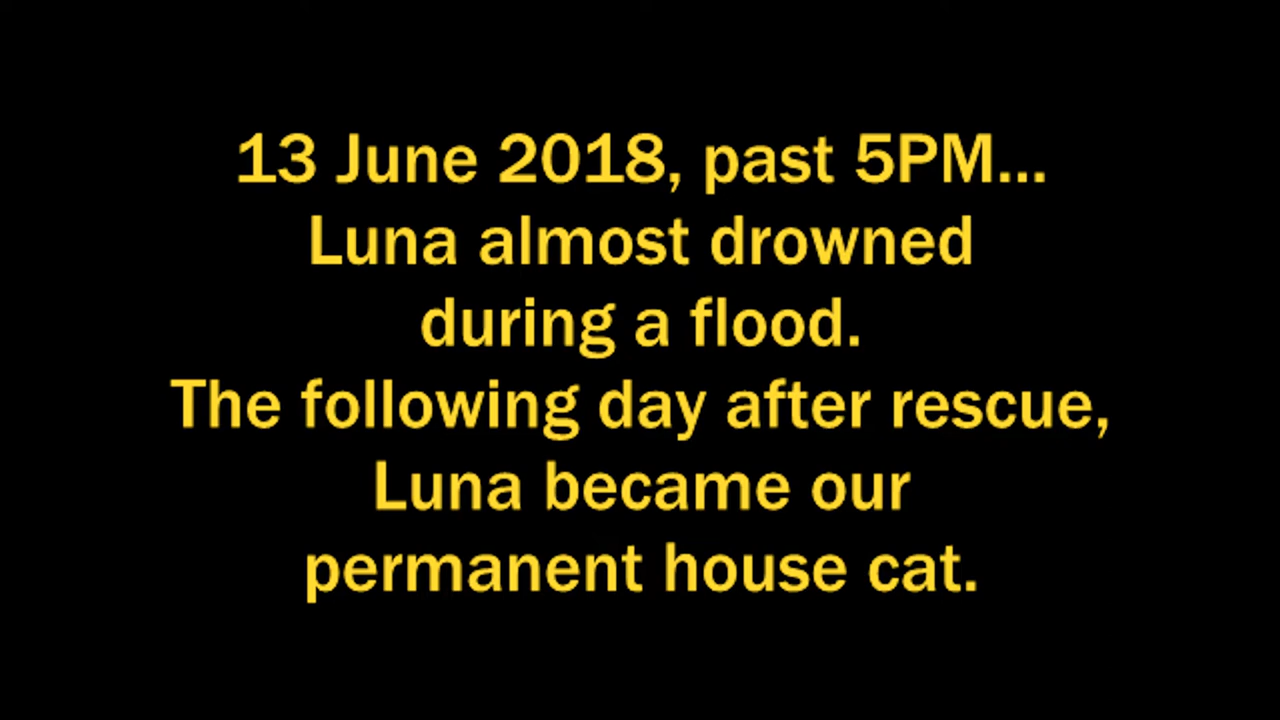 13 June 2018, past 5PM...
Luna almost drowned
during a flood.
The following day after rescue,
Luna became our
permanent house cat.